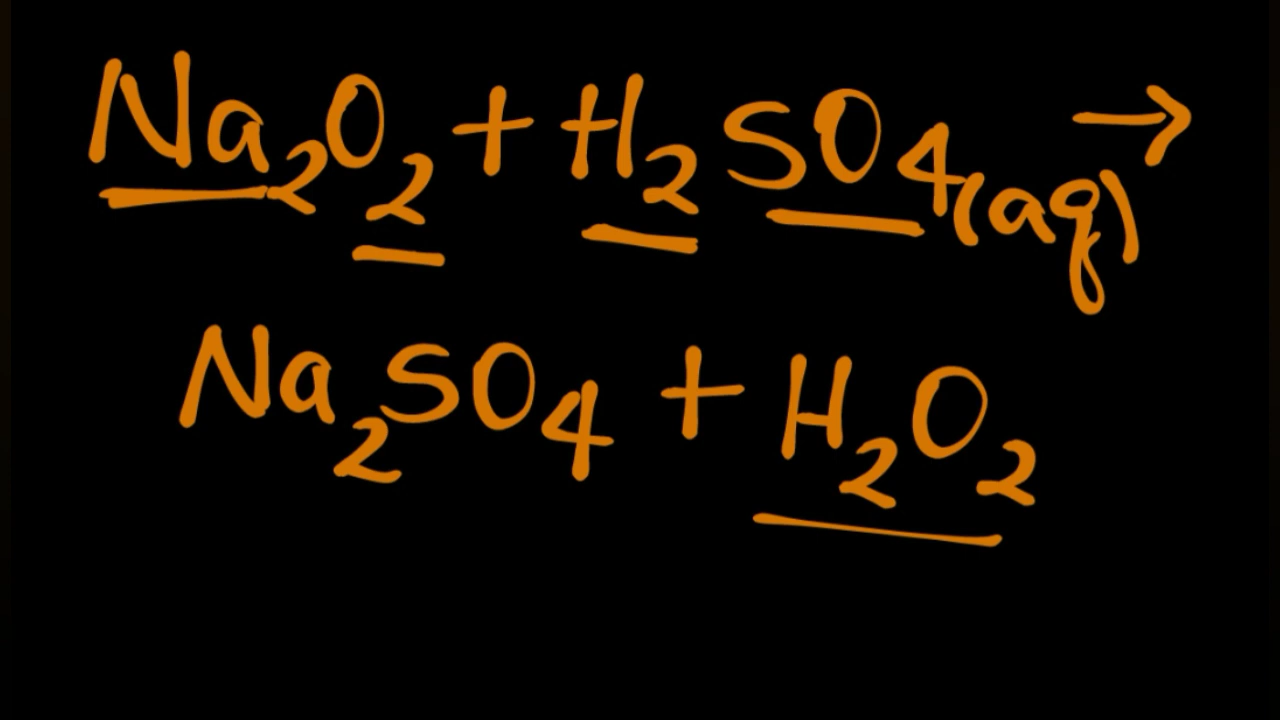 Na₂O₂ + H₂SO₄(aq) →
Na₂SO₄ + H₂O₂